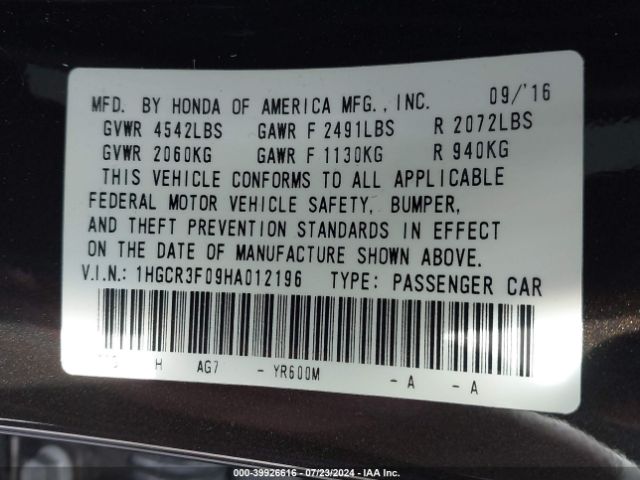 MFD. BY HONDA OF AMERICA MFG., INC. 09/'16
GVWR 4542LBS GAWR F 2491LBS R 2072LBS
GVWR 2060KG GAWR F 1130KG R 940KG
THIS VEHICLE CONFORMS TO ALL APPLICABLE
FEDERAL MOTOR VEHICLE SAFETY, BUMPER,
AND THEFT PREVENTION STANDARDS IN EFFECT
ON THE DATE OF MANUFACTURE SHOWN ABOVE.
V.I.N.: 1HGCR3F09HA012196 TYPE: PASSENGER CAR
H AG7 - YR600M - A - A
000-39926616 - 07/23/2024 - IAA Inc.